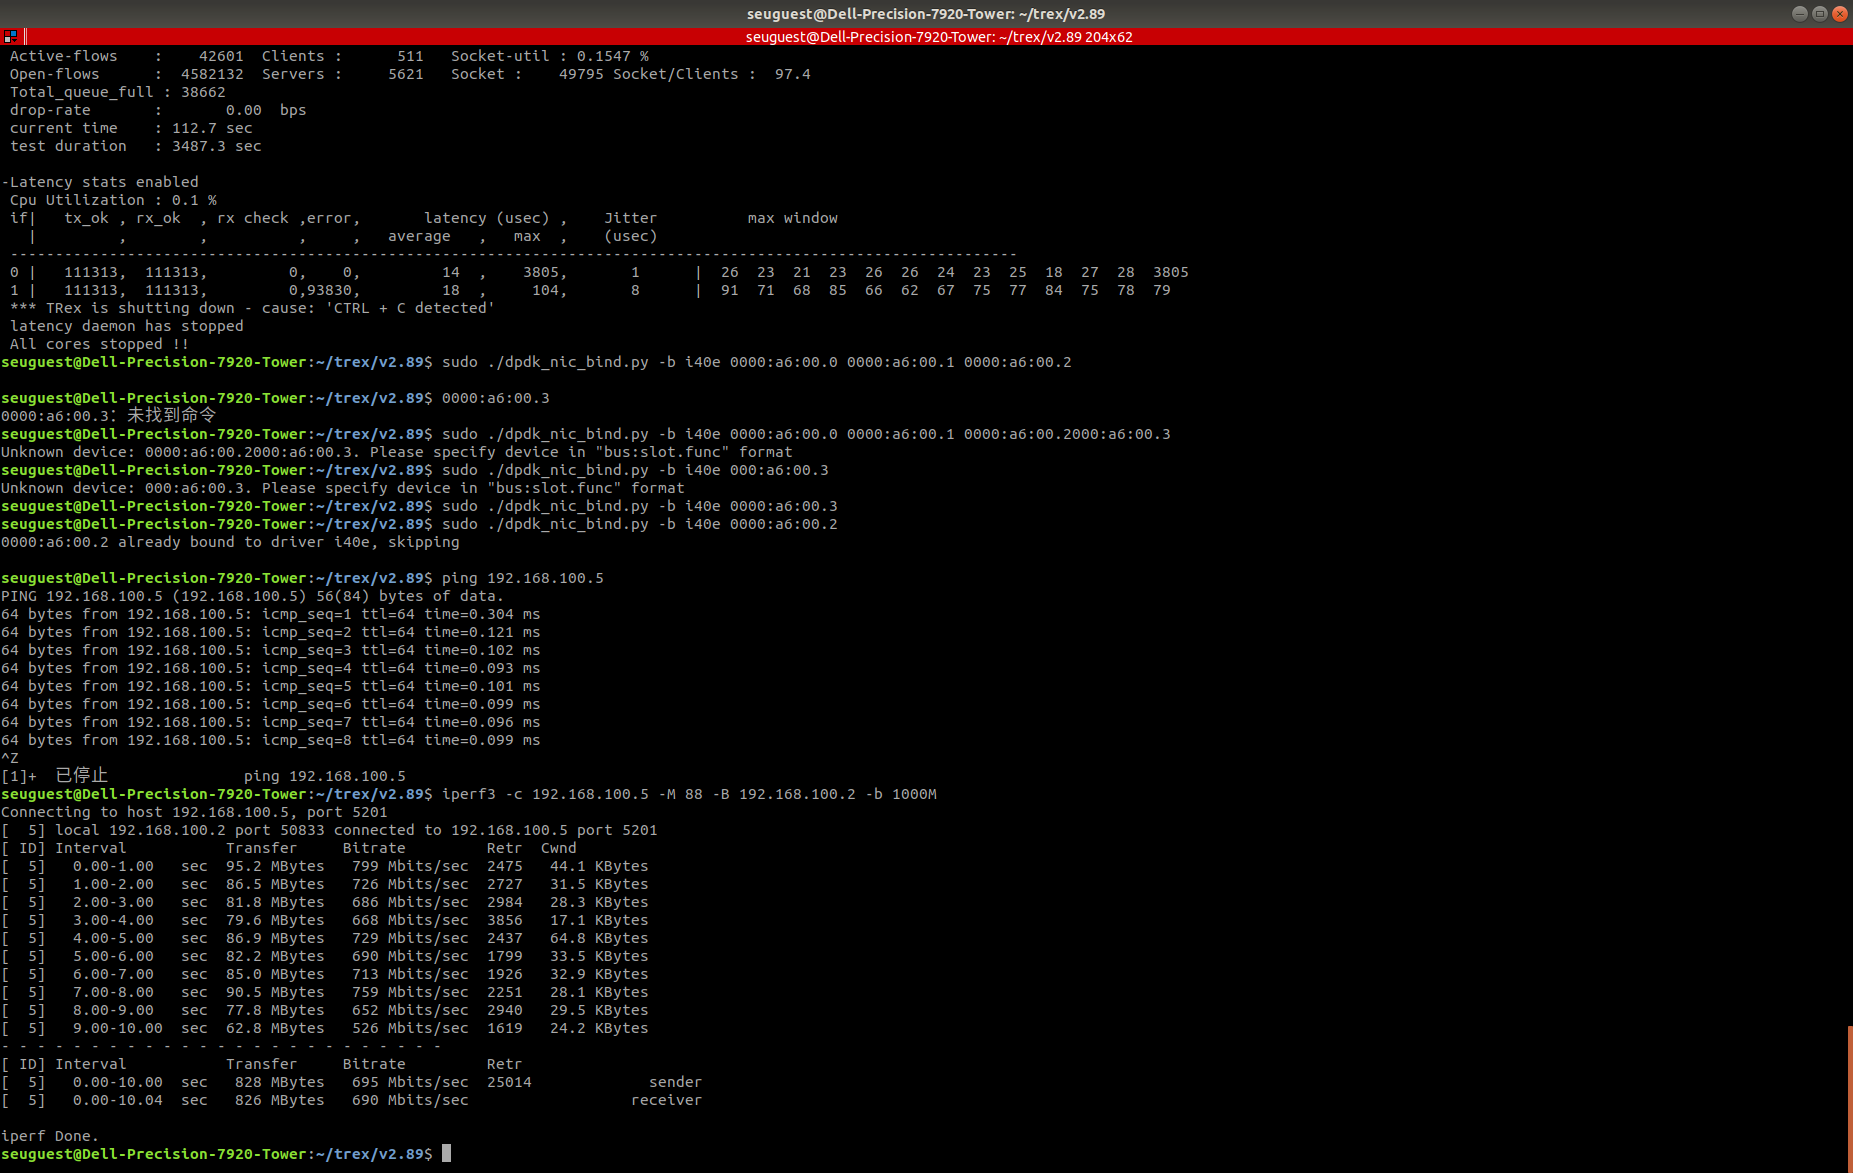 seuguest@Dell-Precision-7920-Tower: ~/trex/v2.89
seuguest@Dell-Precision-7920-Tower: ~/trex/v2.89 204x62
Active-flows    :    42601  Clients :      511   Socket-util : 0.1547 %
Open-flows      :  4582132  Servers :     5621   Socket :    49795 Socket/Clients :  97.4
Total_queue_full : 38662
drop-rate       :       0.00  bps
current time    : 112.7 sec
test duration   : 3487.3 sec
-Latency stats enabled
Cpu Utilization : 0.1 %
if|   tx_ok , rx_ok  , rx check ,error,       latency (usec) ,    Jitter          max window
  |         ,        ,          ,     ,   average   ,   max  ,    (usec)
----------------------------------------------------------------------------------------------------------------
0 |   111313,  111313,         0,    0,         14  ,    3805,       1      |  26  23  21  23  26  26  24  23  25  18  27  28  3805
1 |   111313,  111313,         0,93830,         18  ,     104,       8      |  91  71  68  85  66  62  67  75  77  84  75  78  79
*** TRex is shutting down - cause: 'CTRL + C detected'
latency daemon has stopped
All cores stopped !!
seuguest@Dell-Precision-7920-Tower:~/trex/v2.89$ sudo ./dpdk_nic_bind.py -b i40e 0000:a6:00.0 0000:a6:00.1 0000:a6:00.2
seuguest@Dell-Precision-7920-Tower:~/trex/v2.89$ 0000:a6:00.3
0000:a6:00.3：未找到命令
seuguest@Dell-Precision-7920-Tower:~/trex/v2.89$ sudo ./dpdk_nic_bind.py -b i40e 0000:a6:00.0 0000:a6:00.1 0000:a6:00.2000:a6:00.3
Unknown device: 0000:a6:00.2000:a6:00.3. Please specify device in "bus:slot.func" format
seuguest@Dell-Precision-7920-Tower:~/trex/v2.89$ sudo ./dpdk_nic_bind.py -b i40e 000:a6:00.3
Unknown device: 000:a6:00.3. Please specify device in "bus:slot.func" format
seuguest@Dell-Precision-7920-Tower:~/trex/v2.89$ sudo ./dpdk_nic_bind.py -b i40e 0000:a6:00.3
seuguest@Dell-Precision-7920-Tower:~/trex/v2.89$ sudo ./dpdk_nic_bind.py -b i40e 0000:a6:00.2
0000:a6:00.2 already bound to driver i40e, skipping
seuguest@Dell-Precision-7920-Tower:~/trex/v2.89$ ping 192.168.100.5
PING 192.168.100.5 (192.168.100.5) 56(84) bytes of data.
64 bytes from 192.168.100.5: icmp_seq=1 ttl=64 time=0.304 ms
64 bytes from 192.168.100.5: icmp_seq=2 ttl=64 time=0.121 ms
64 bytes from 192.168.100.5: icmp_seq=3 ttl=64 time=0.102 ms
64 bytes from 192.168.100.5: icmp_seq=4 ttl=64 time=0.093 ms
64 bytes from 192.168.100.5: icmp_seq=5 ttl=64 time=0.101 ms
64 bytes from 192.168.100.5: icmp_seq=6 ttl=64 time=0.099 ms
64 bytes from 192.168.100.5: icmp_seq=7 ttl=64 time=0.096 ms
64 bytes from 192.168.100.5: icmp_seq=8 ttl=64 time=0.099 ms
^Z
[1]+  已停止               ping 192.168.100.5
seuguest@Dell-Precision-7920-Tower:~/trex/v2.89$ iperf3 -c 192.168.100.5 -M 88 -B 192.168.100.2 -b 1000M
Connecting to host 192.168.100.5, port 5201
[  5] local 192.168.100.2 port 50833 connected to 192.168.100.5 port 5201
[ ID] Interval           Transfer     Bitrate         Retr  Cwnd
[  5]   0.00-1.00   sec  95.2 MBytes   799 Mbits/sec  2475   44.1 KBytes
[  5]   1.00-2.00   sec  86.5 MBytes   726 Mbits/sec  2727   31.5 KBytes
[  5]   2.00-3.00   sec  81.8 MBytes   686 Mbits/sec  2984   28.3 KBytes
[  5]   3.00-4.00   sec  79.6 MBytes   668 Mbits/sec  3856   17.1 KBytes
[  5]   4.00-5.00   sec  86.9 MBytes   729 Mbits/sec  2437   64.8 KBytes
[  5]   5.00-6.00   sec  82.2 MBytes   690 Mbits/sec  1799   33.5 KBytes
[  5]   6.00-7.00   sec  85.0 MBytes   713 Mbits/sec  1926   32.9 KBytes
[  5]   7.00-8.00   sec  90.5 MBytes   759 Mbits/sec  2251   28.1 KBytes
[  5]   8.00-9.00   sec  77.8 MBytes   652 Mbits/sec  2940   29.5 KBytes
[  5]   9.00-10.00  sec  62.8 MBytes   526 Mbits/sec  1619   24.2 KBytes
- - - - - - - - - - - - - - - - - - - - - - - - -
[ ID] Interval           Transfer     Bitrate         Retr
[  5]   0.00-10.00  sec   828 MBytes   695 Mbits/sec  25014             sender
[  5]   0.00-10.04  sec   826 MBytes   690 Mbits/sec                  receiver
iperf Done.
seuguest@Dell-Precision-7920-Tower:~/trex/v2.89$